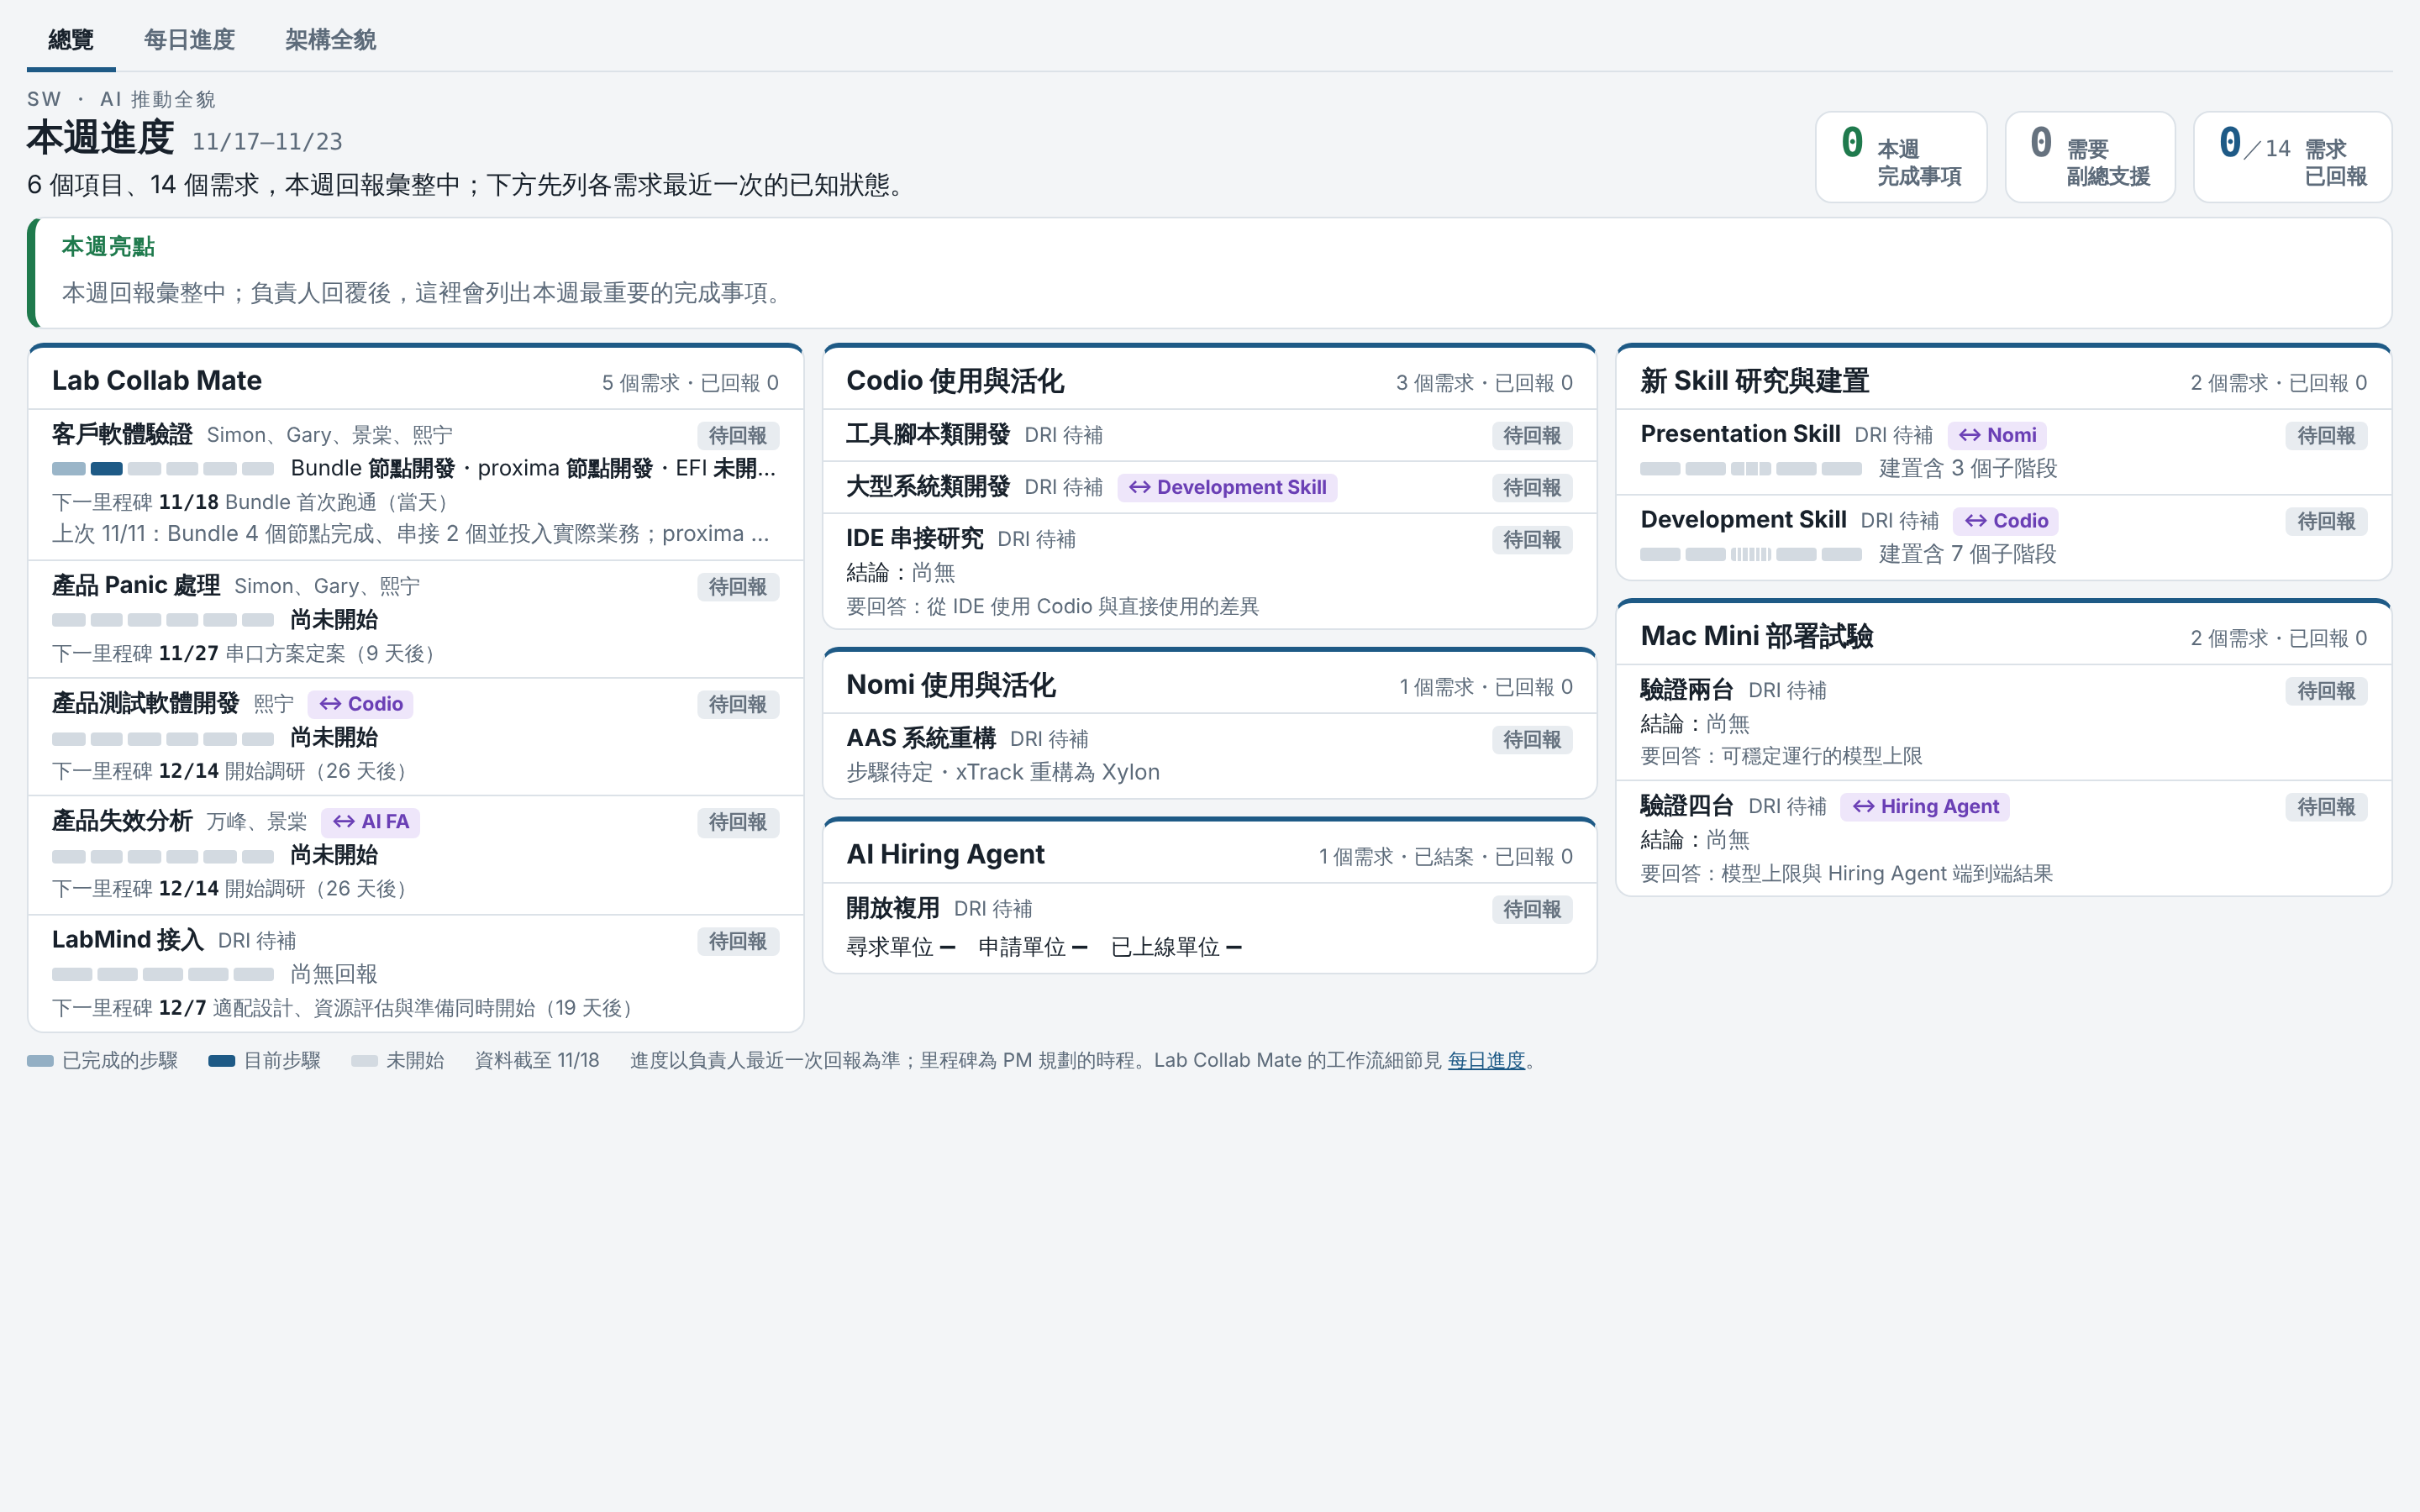 總覽 每日進度 架構全貌
SW · AI 推動全貌
本週進度 11/17–11/23
6 個項目、14 個需求，本週回報彙整中；下方先列各需求最近一次的已知狀態。
0 本週完成事項
0 需要副總支援
0／14 需求已回報
本週亮點
本週回報彙整中；負責人回覆後，這裡會列出本週最重要的完成事項。
Lab Collab Mate 5 個需求・已回報 0
客戶軟體驗證 Simon、Gary、景棠、熙宁 待回報
Bundle 節點開發・proxima 節點開發・EFI 未開…
下一里程碑 11/18 Bundle 首次跑通（當天）
上次 11/11：Bundle 4 個節點完成、串接 2 個並投入實際業務；proxima …
產品 Panic 處理 Simon、Gary、熙宁 待回報
尚未開始
下一里程碑 11/27 串口方案定案（9 天後）
產品測試軟體開發 熙宁 ↔ Codio 待回報
尚未開始
下一里程碑 12/14 開始調研（26 天後）
產品失效分析 万峰、景棠 ↔ AI FA 待回報
尚未開始
下一里程碑 12/14 開始調研（26 天後）
LabMind 接入 DRI 待補 待回報
尚無回報
下一里程碑 12/7 適配設計、資源評估與準備同時開始（19 天後）
Codio 使用與活化 3 個需求・已回報 0
工具腳本類開發 DRI 待補 待回報
大型系統類開發 DRI 待補 ↔ Development Skill 待回報
IDE 串接研究 DRI 待補 待回報
結論：尚無
要回答：從 IDE 使用 Codio 與直接使用的差異
Nomi 使用與活化 1 個需求・已回報 0
AAS 系統重構 DRI 待補 待回報
步驟待定・xTrack 重構為 Xylon
AI Hiring Agent 1 個需求・已結案・已回報 0
開放複用 DRI 待補 待回報
尋求單位 – 申請單位 – 已上線單位 –
新 Skill 研究與建置 2 個需求・已回報 0
Presentation Skill DRI 待補 ↔ Nomi 待回報
建置含 3 個子階段
Development Skill DRI 待補 ↔ Codio 待回報
建置含 7 個子階段
Mac Mini 部署試驗 2 個需求・已回報 0
驗證兩台 DRI 待補 待回報
結論：尚無
要回答：可穩定運行的模型上限
驗證四台 DRI 待補 ↔ Hiring Agent 待回報
結論：尚無
要回答：模型上限與 Hiring Agent 端到端結果
已完成的步驟 目前步驟 未開始 資料截至 11/18 進度以負責人最近一次回報為準；里程碑為 PM 規劃的時程。Lab Collab Mate 的工作流細節見 每日進度。